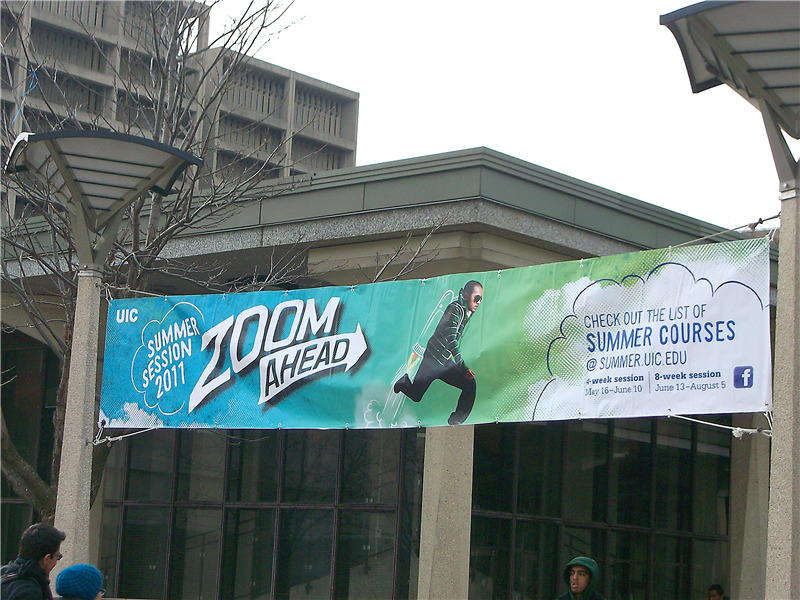 UIC
SUMMER
SESSION
2011
ZOOM
AHEAD
CHECK OUT THE LIST OF
SUMMER COURSES
@ SUMMER.UIC.EDU
4-week session
May 16–June 10
8-week session
June 13–August 5
f